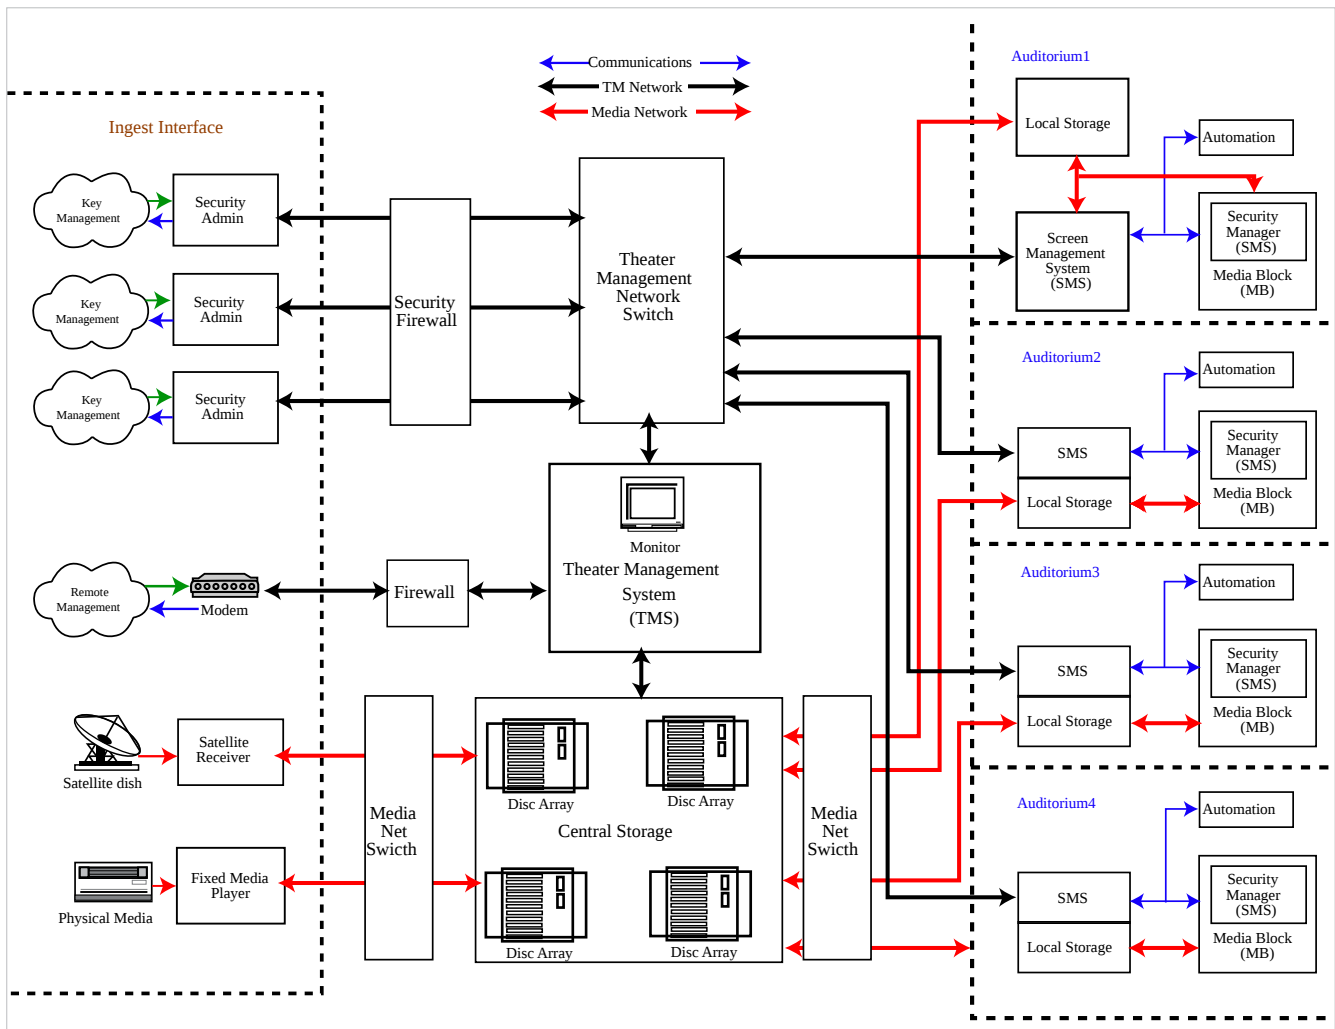 Communications
TM Network
Media Network
Ingest Interface
Key
Management
Security
Admin
Key
Management
Security
Admin
Key
Management
Security
Admin
Security
Firewall
Theater
Management
Network
Switch
Remote
Management
Modem
Firewall
Monitor
Theater Management
System
(TMS)
Satellite dish
Satellite
Receiver
Physical Media
Fixed Media
Player
Media
Net
Swicth
Disc Array
Disc Array
Central Storage
Disc Array
Disc Array
Media
Net
Swicth
Auditorium1
Local Storage
Automation
Screen
Management
System
(SMS)
Security
Manager
(SMS)
Media Block
(MB)
Auditorium2
Automation
SMS
Local Storage
Security
Manager
(SMS)
Media Block
(MB)
Auditorium3
Automation
SMS
Local Storage
Security
Manager
(SMS)
Media Block
(MB)
Auditorium4
Automation
SMS
Local Storage
Security
Manager
(SMS)
Media Block
(MB)